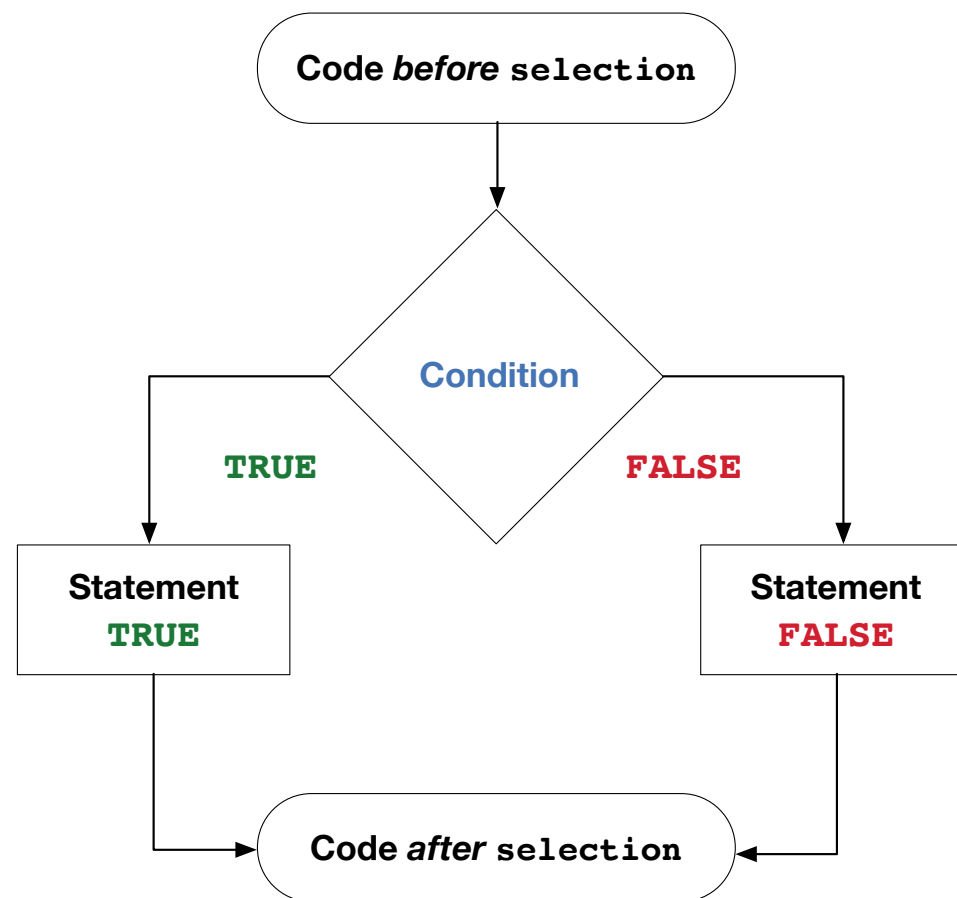 Code before selection
Condition
TRUE
FALSE
Statement
TRUE
Statement
FALSE
Code after selection